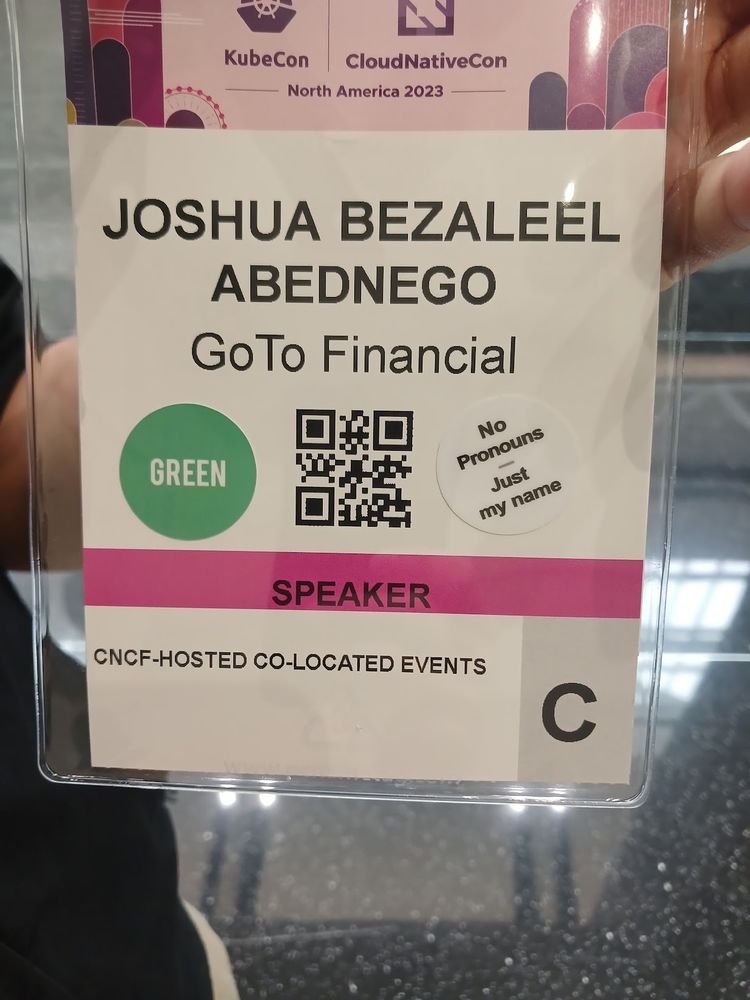 KubeCon
CloudNativeCon
North America 2023
JOSHUA BEZALEEL
ABEDNEGO
GoTo Financial
GREEN
No
Pronouns
—
Just
my name
SPEAKER
CNCF-HOSTED CO-LOCATED EVENTS
C